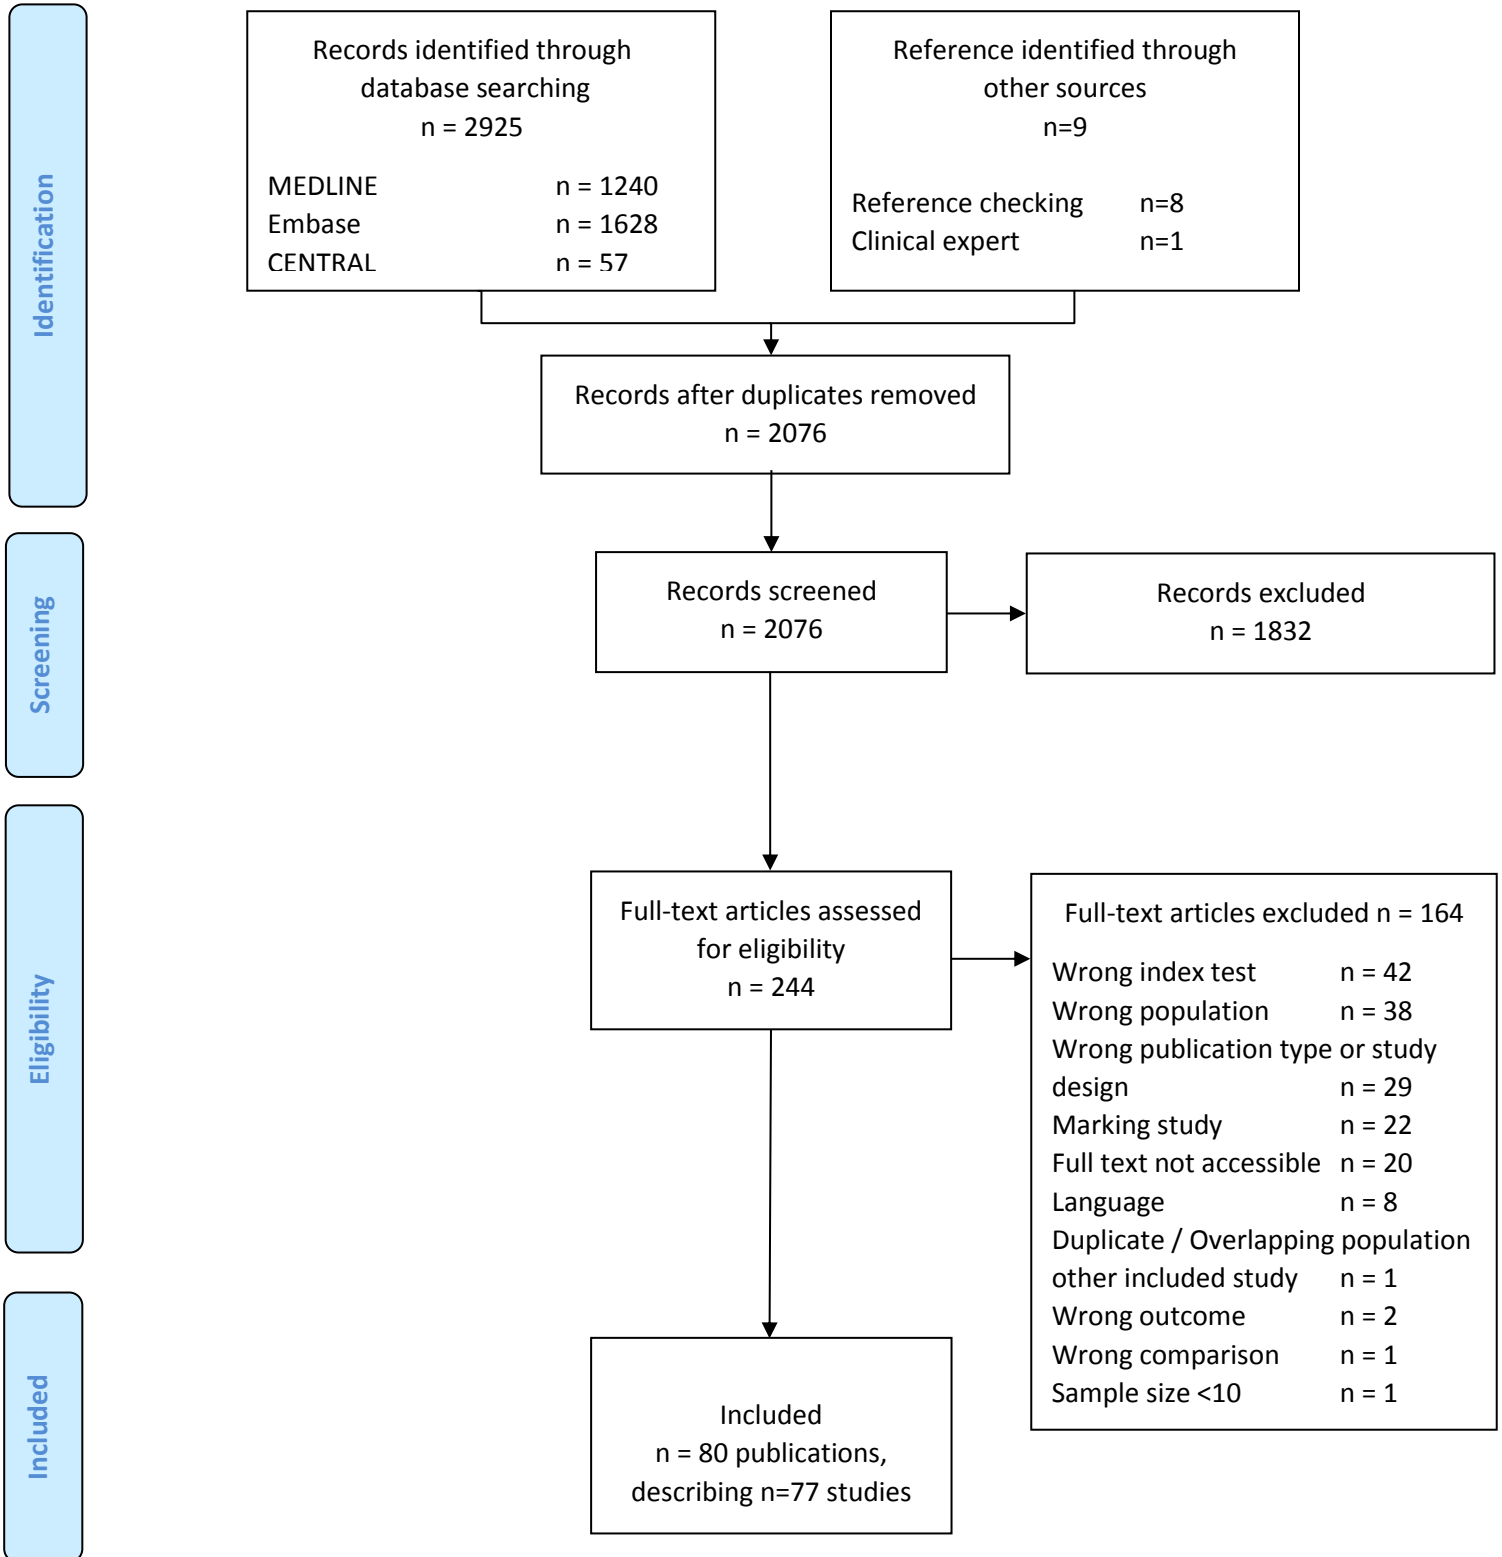 Identification
Records identified through
database searching
n = 2925
MEDLINE n = 1240
Embase n = 1628
CENTRAL n = 57
Reference identified through
other sources
n=9
Reference checking n=8
Clinical expert n=1
Records after duplicates removed
n = 2076
Screening
Records screened
n = 2076
Records excluded
n = 1832
Eligibility
Full-text articles assessed
for eligibility
n = 244
Full-text articles excluded n = 164
Wrong index test n = 42
Wrong population n = 38
Wrong publication type or study
design n = 29
Marking study n = 22
Full text not accessible n = 20
Language n = 8
Duplicate / Overlapping population
other included study n = 1
Wrong outcome n = 2
Wrong comparison n = 1
Sample size <10 n = 1
Included
Included
n = 80 publications,
describing n=77 studies